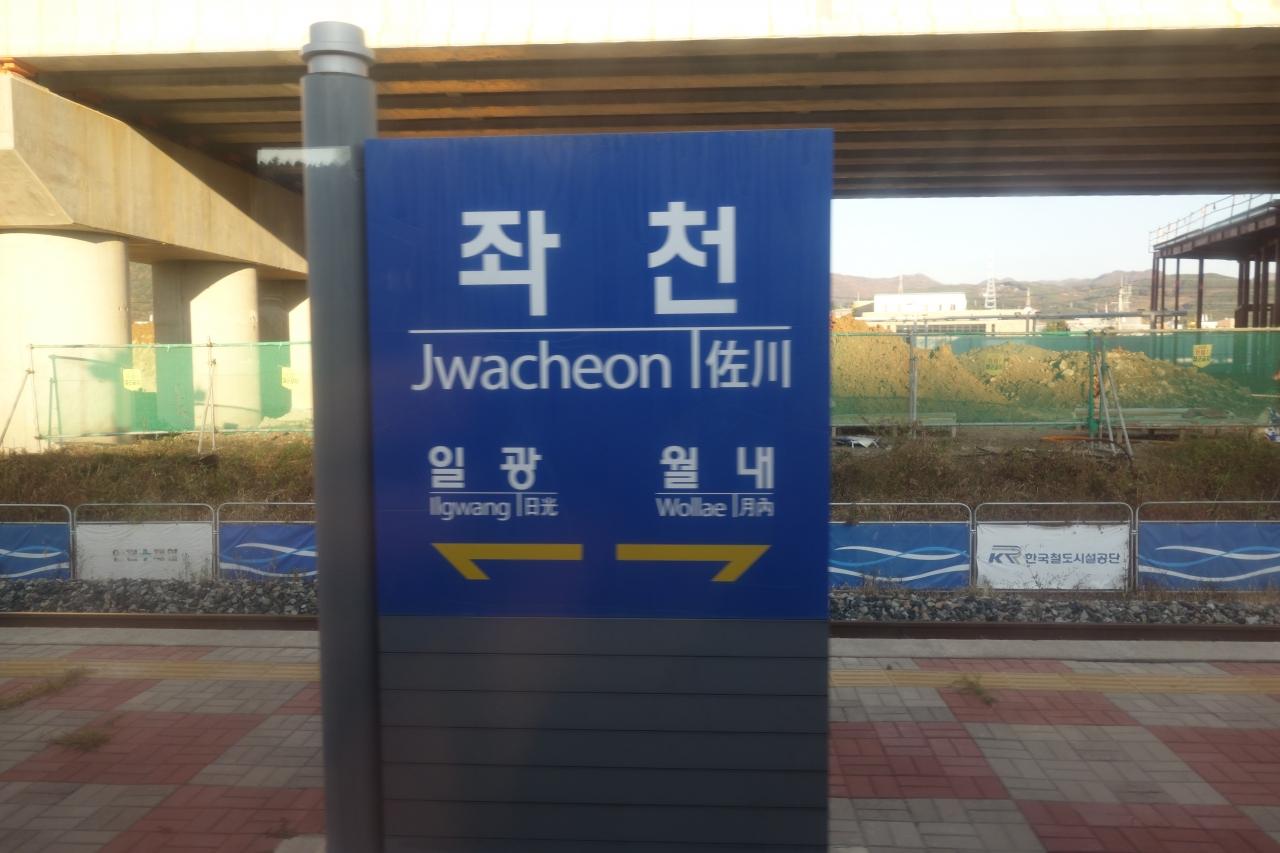 좌천
Jwacheon 佐川
일광 월내
Ilgwang 日光 Wollae 月內
KR 한국철도시설공단